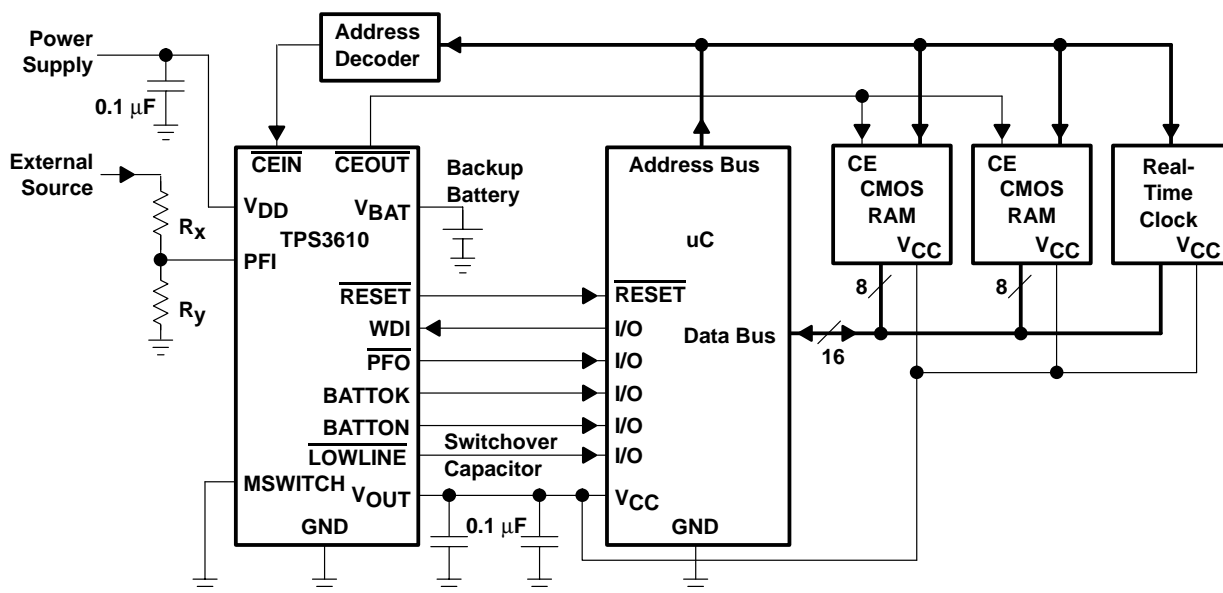 Power
Supply
0.1 μF
External
Source
Rx
Ry
Address
Decoder
CEIN
CEOUT
VDD
VBAT
TPS3610
PFI
RESET
WDI
PFO
BATTOK
BATTON
LOWLINE
MSWITCH
VOUT
GND
Backup
Battery
Switchover
Capacitor
0.1 μF
Address Bus
uC
RESET
I/O
Data Bus
I/O
I/O
I/O
I/O
VCC
GND
16
CE
CMOS
RAM
VCC
8
CE
CMOS
RAM
VCC
8
Real-
Time
Clock
VCC